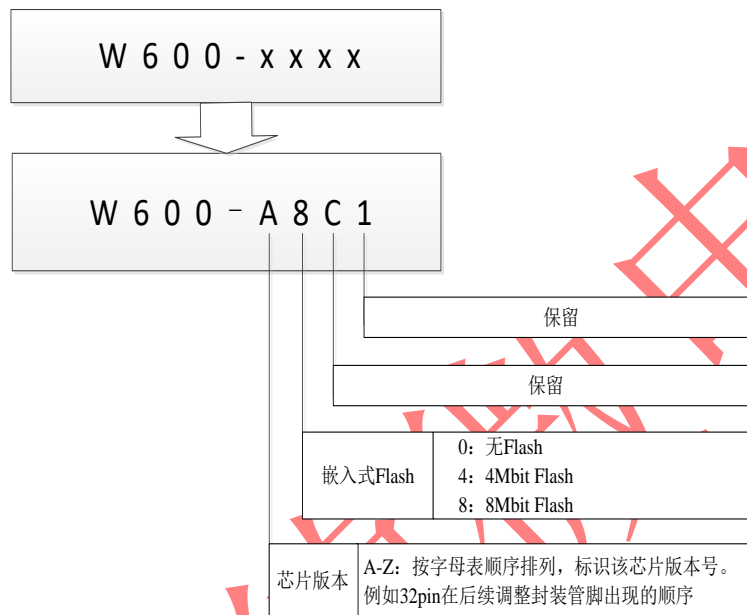 W600-xxxx
W600-A8C1
保留
保留
嵌入式Flash
0：无Flash
4：4Mbit Flash
8：8Mbit Flash
芯片版本
A-Z：按字母表顺序排列，标识该芯片版本号。
例如32pin在后续调整封装管脚出现的顺序